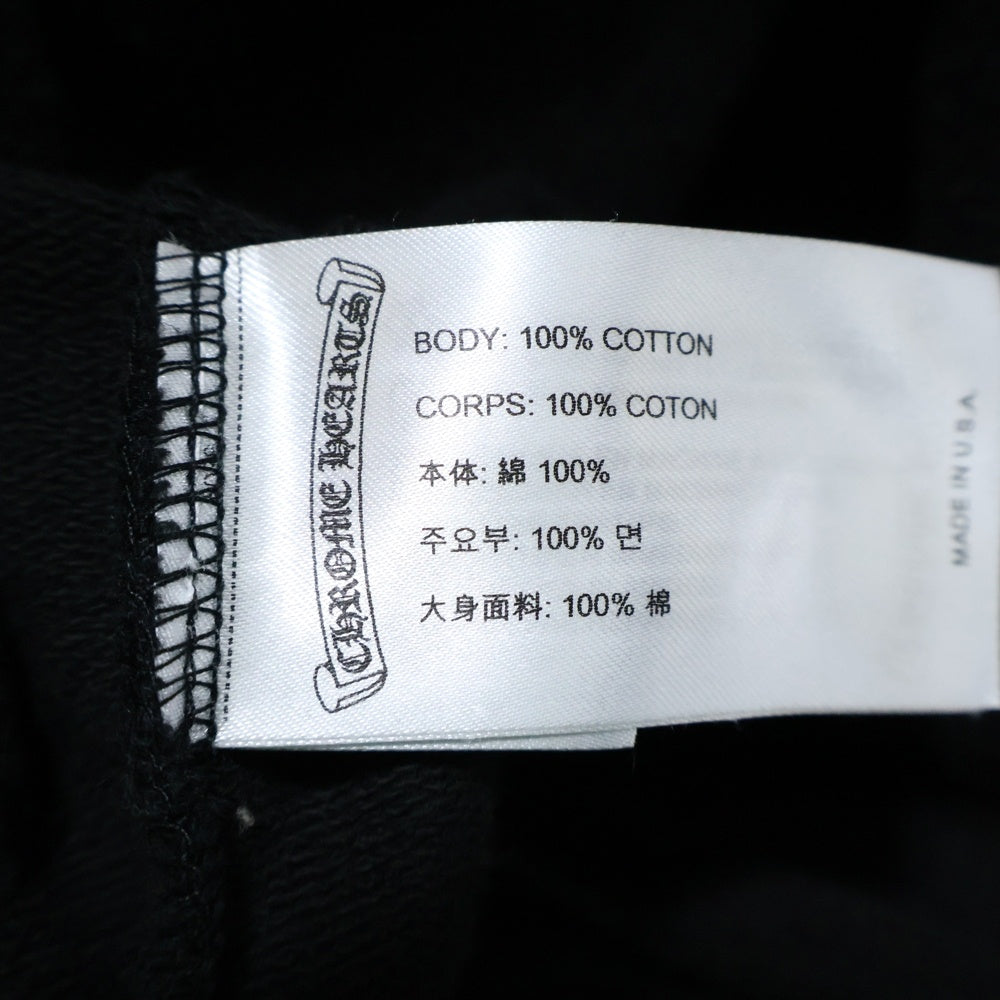 CHROME HEARTS
BODY: 100% COTTON
CORPS: 100% COTON
本体: 綿 100%
주요부: 100% 면
大身面料: 100% 棉
MADE IN U.S.A